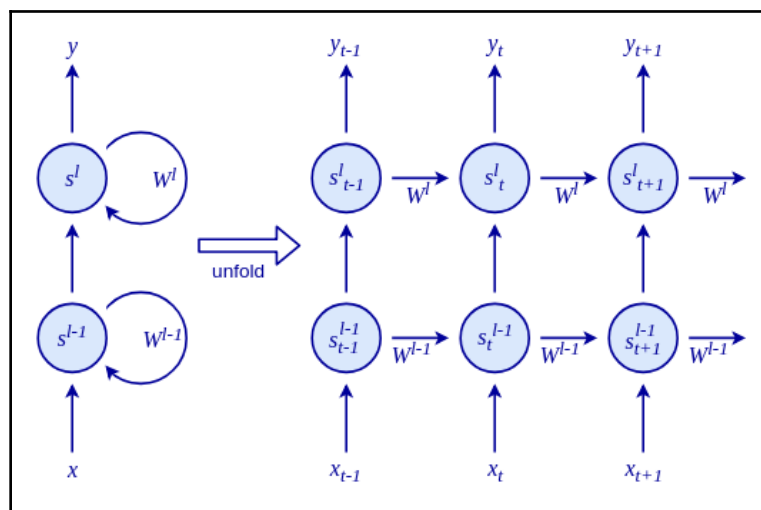 y y_{t-1} y_t y_{t+1}
s^l W^l s^l_{t-1} W^l s^l_t W^l s^l_{t+1} W^l
unfold
s^{l-1} W^{l-1} s^{l-1}_{t-1} W^{l-1} s_t^{l-1} W^{l-1} s^{l-1}_{t+1} W^{l-1}
x x_{t-1} x_t x_{t+1}